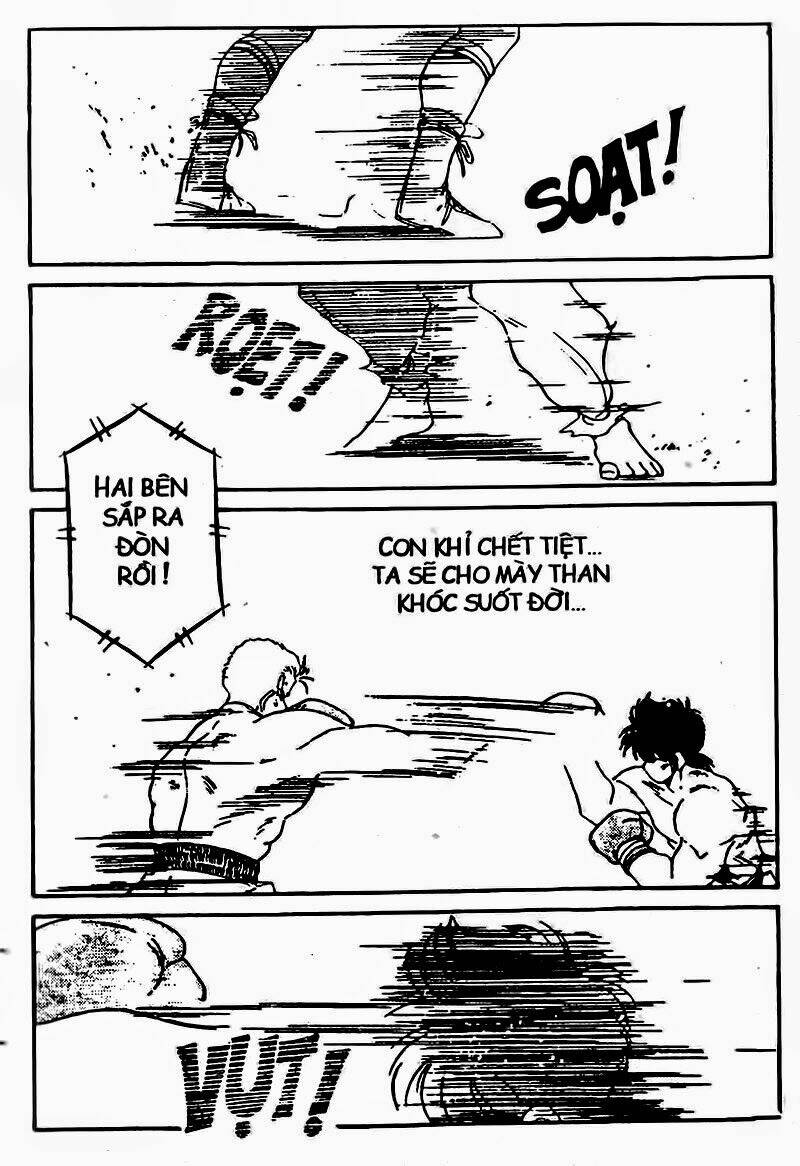 SOẠT!
RỌET!
HAI BÊN
SẮP RA
ĐÒN
RỒI!
CON KHỈ CHẾT TIỆT...
TA SẼ CHO MÀY THAN
KHÓC SUỐT ĐỜI...
VỤT!